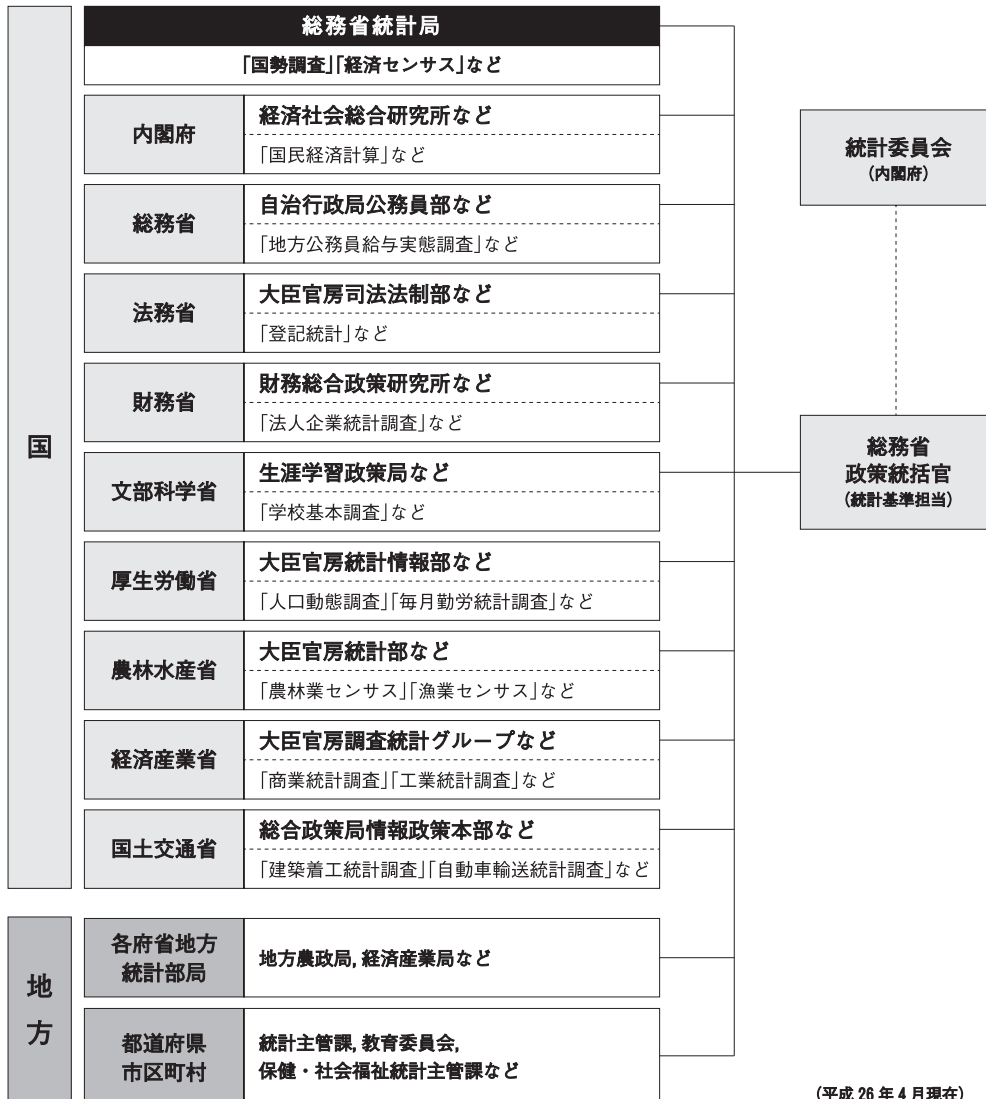 国
総務省統計局
「国勢調査」「経済センサス」など
内閣府
経済社会総合研究所など
「国民経済計算」など
総務省
自治行政局公務員部など
「地方公務員給与実態調査」など
法務省
大臣官房司法法制部など
「登記統計」など
財務省
財務総合政策研究所など
「法人企業統計調査」など
文部科学省
生涯学習政策局など
「学校基本調査」など
厚生労働省
大臣官房統計情報部など
「人口動態調査」「毎月勤労統計調査」など
農林水産省
大臣官房統計部など
「農林業センサス」「漁業センサス」など
経済産業省
大臣官房調査統計グループなど
「商業統計調査」「工業統計調査」など
国土交通省
総合政策局情報政策本部など
「建築着工統計調査」「自動車輸送統計調査」など
地
方
各府省地方
統計部局
地方農政局, 経済産業局など
都道府県
市区町村
統計主管課, 教育委員会,
保健・社会福祉統計主管課など
統計委員会
(内閣府)
総務省
政策統括官
(統計基準担当)
(平成 26 年 4 月現在)